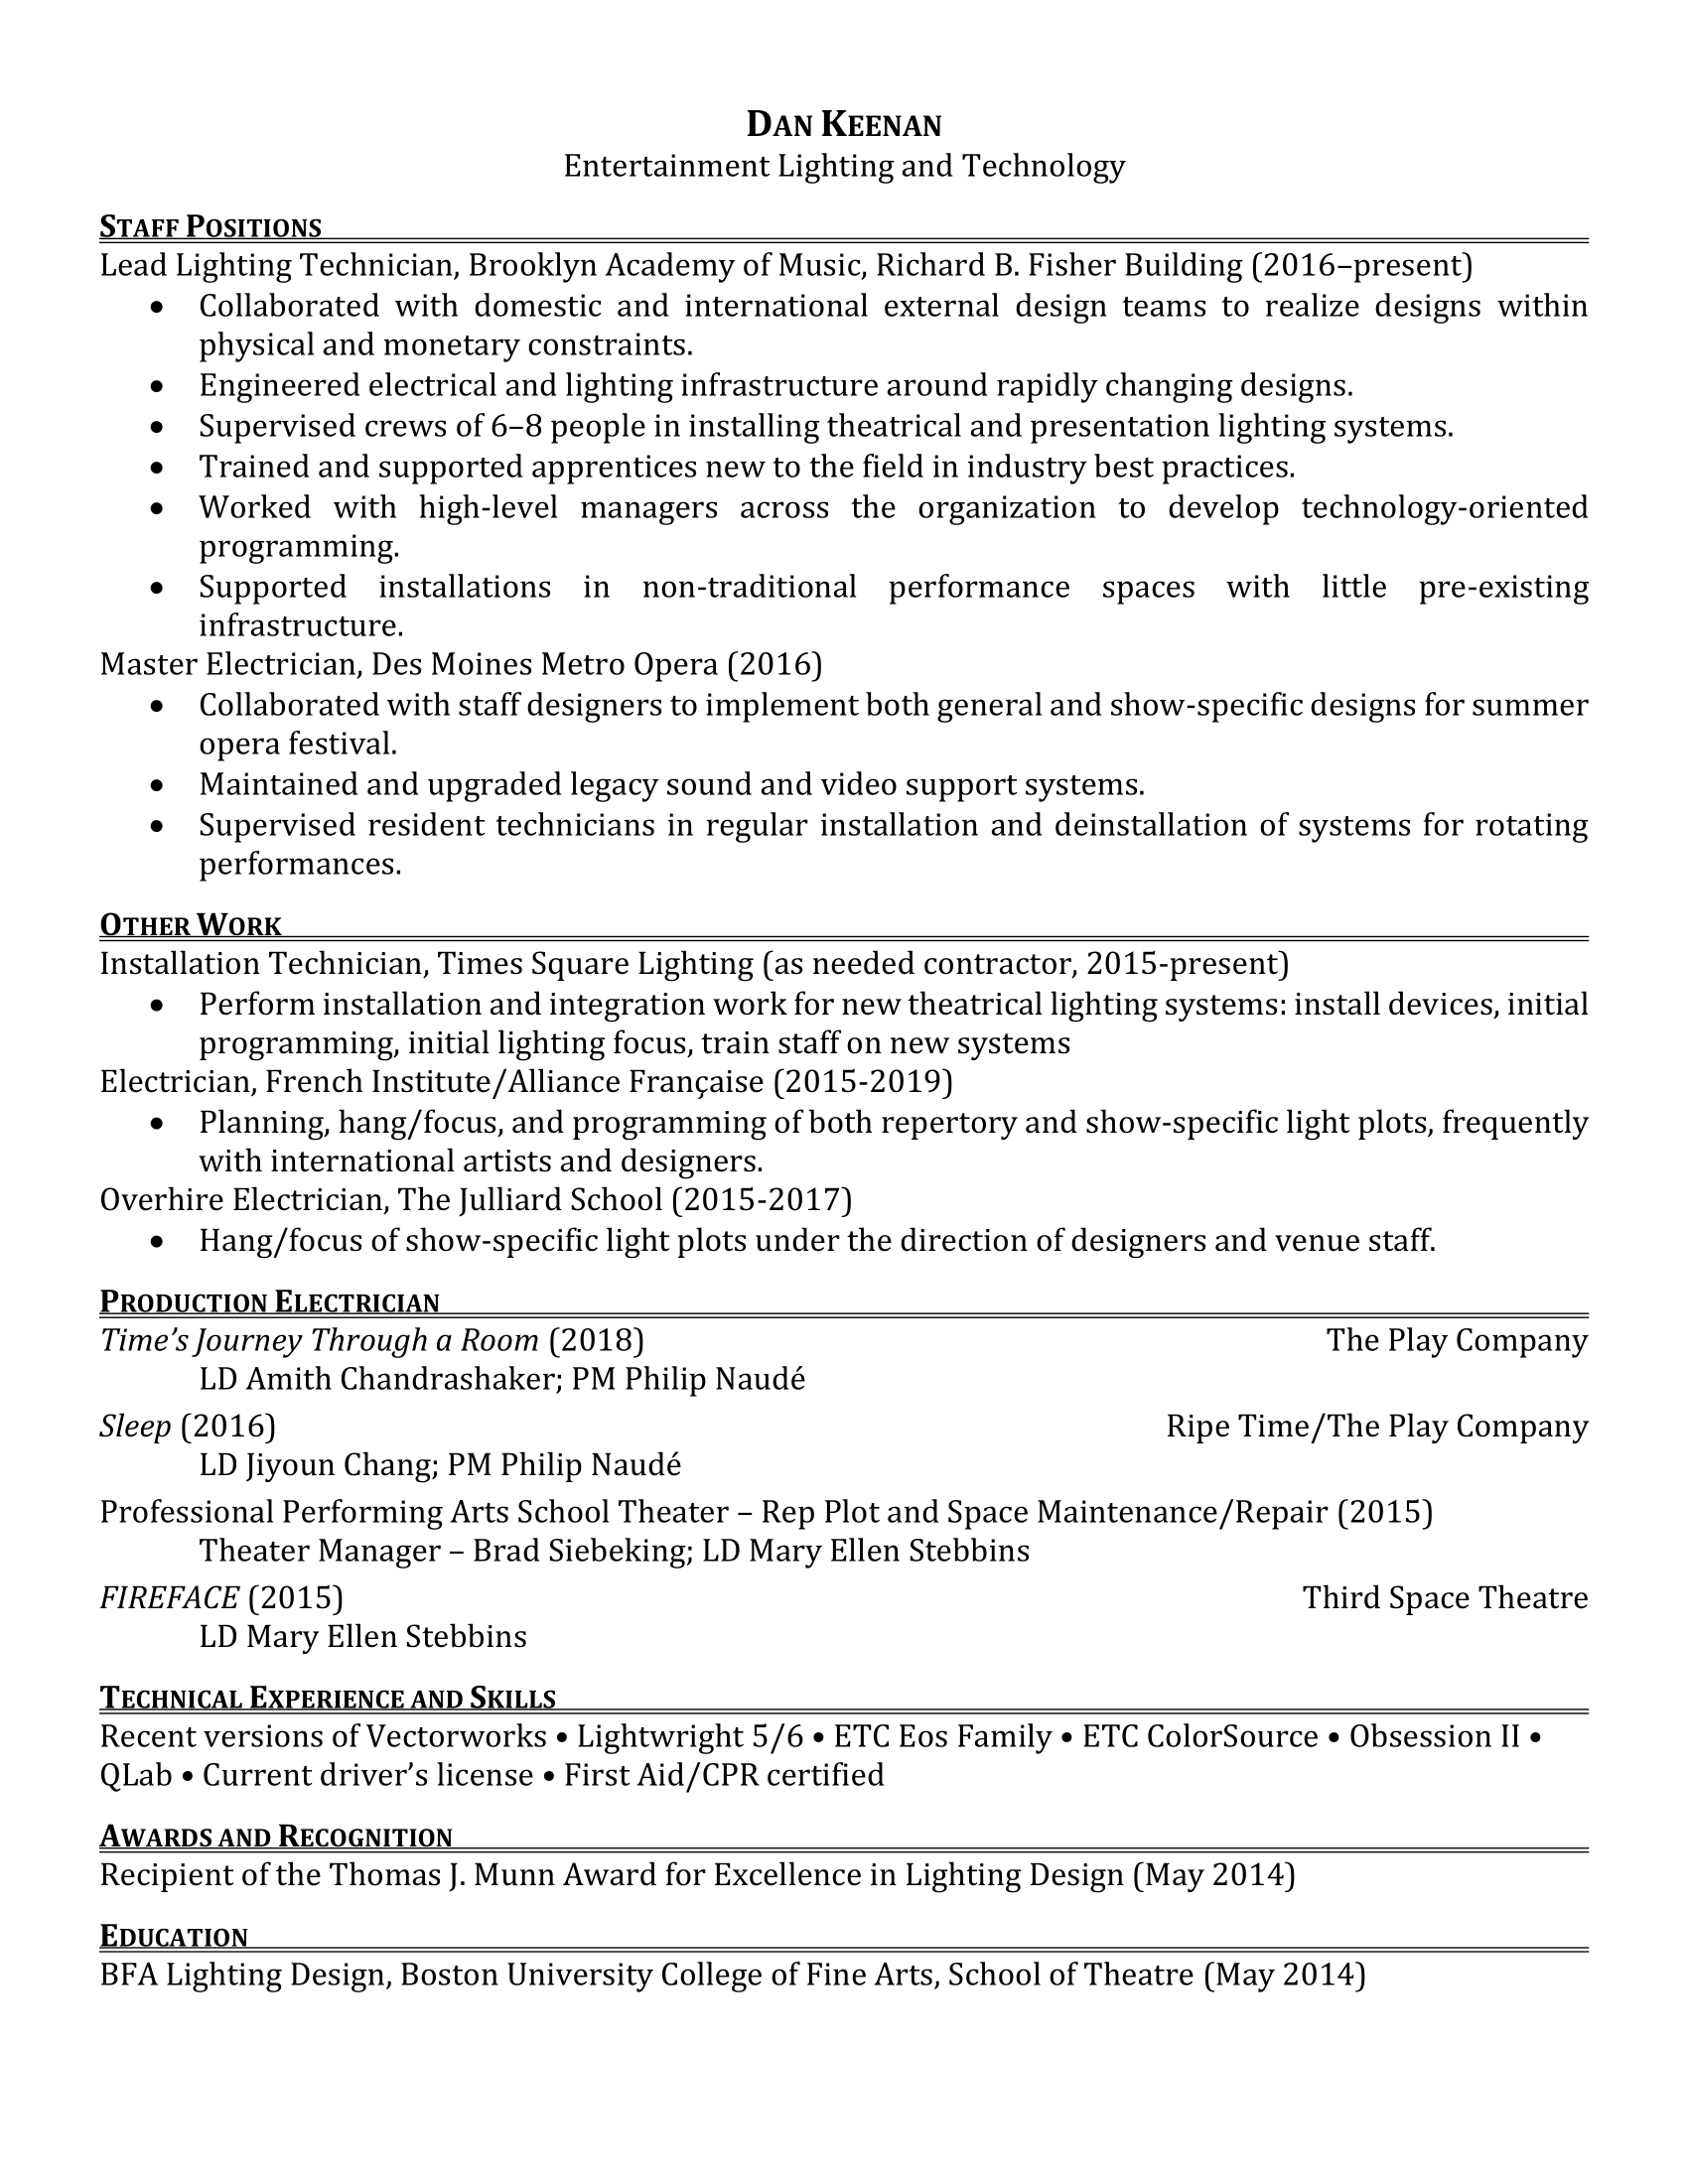 DAN KEENAN
Entertainment Lighting and Technology
STAFF POSITIONS
Lead Lighting Technician, Brooklyn Academy of Music, Richard B. Fisher Building (2016–present)
• Collaborated with domestic and international external design teams to realize designs within
physical and monetary constraints.
• Engineered electrical and lighting infrastructure around rapidly changing designs.
• Supervised crews of 6–8 people in installing theatrical and presentation lighting systems.
• Trained and supported apprentices new to the field in industry best practices.
• Worked with high-level managers across the organization to develop technology-oriented
programming.
• Supported installations in non-traditional performance spaces with little pre-existing
infrastructure.
Master Electrician, Des Moines Metro Opera (2016)
• Collaborated with staff designers to implement both general and show-specific designs for summer
opera festival.
• Maintained and upgraded legacy sound and video support systems.
• Supervised resident technicians in regular installation and deinstallation of systems for rotating
performances.
OTHER WORK
Installation Technician, Times Square Lighting (as needed contractor, 2015-present)
• Perform installation and integration work for new theatrical lighting systems: install devices, initial
programming, initial lighting focus, train staff on new systems
Electrician, French Institute/Alliance Française (2015-2019)
• Planning, hang/focus, and programming of both repertory and show-specific light plots, frequently
with international artists and designers.
Overhire Electrician, The Julliard School (2015-2017)
• Hang/focus of show-specific light plots under the direction of designers and venue staff.
PRODUCTION ELECTRICIAN
Time’s Journey Through a Room (2018) The Play Company
LD Amith Chandrashaker; PM Philip Naudé
Sleep (2016) Ripe Time/The Play Company
LD Jiyoun Chang; PM Philip Naudé
Professional Performing Arts School Theater – Rep Plot and Space Maintenance/Repair (2015)
Theater Manager – Brad Siebeking; LD Mary Ellen Stebbins
FIREFACE (2015) Third Space Theatre
LD Mary Ellen Stebbins
TECHNICAL EXPERIENCE AND SKILLS
Recent versions of Vectorworks • Lightwright 5/6 • ETC Eos Family • ETC ColorSource • Obsession II •
QLab • Current driver’s license • First Aid/CPR certified
AWARDS AND RECOGNITION
Recipient of the Thomas J. Munn Award for Excellence in Lighting Design (May 2014)
EDUCATION
BFA Lighting Design, Boston University College of Fine Arts, School of Theatre (May 2014)